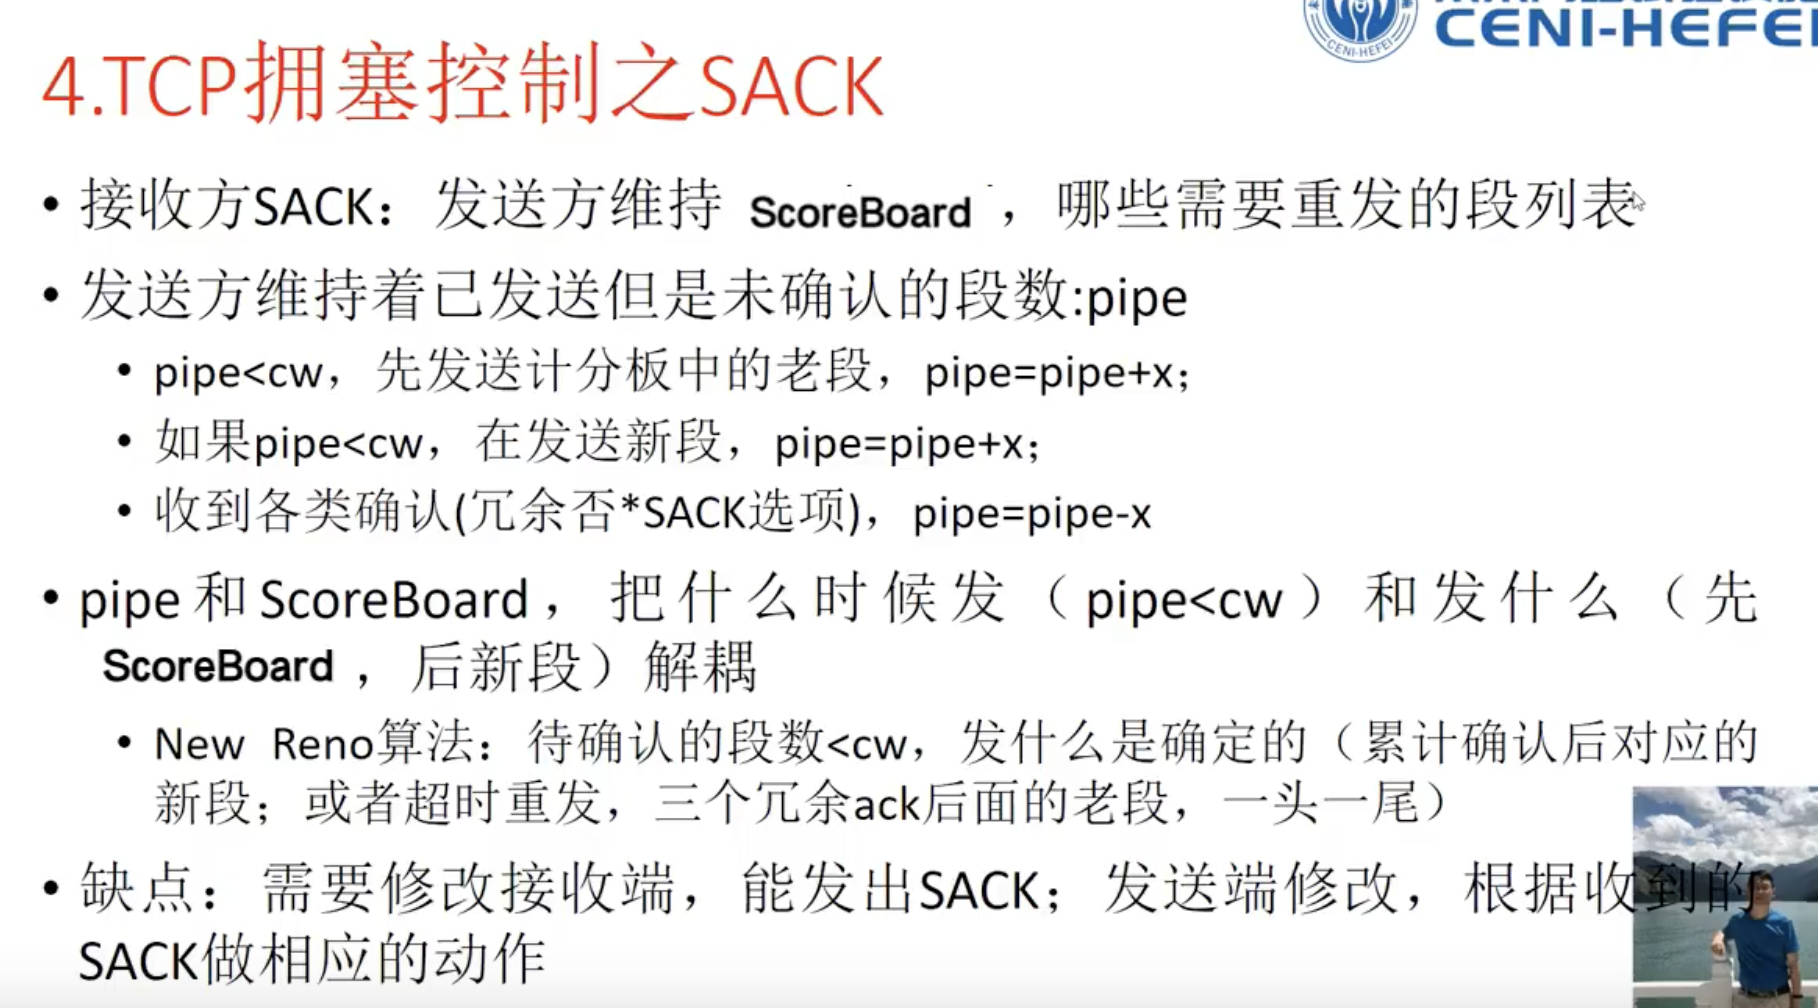 CENI-HEFEI
CENI-HEFEI
4.TCP拥塞控制之SACK
• 接收方SACK：发送方维持 ScoreBoard ，哪些需要重发的段列表
• 发送方维持着已发送但是未确认的段数:pipe
• pipe<cw，先发送计分板中的老段，pipe=pipe+x；
• 如果pipe<cw，在发送新段，pipe=pipe+x；
• 收到各类确认(冗余否*SACK选项)，pipe=pipe-x
• pipe和ScoreBoard，把什么时候发（pipe<cw）和发什么（先
ScoreBoard ，后新段）解耦
• New Reno算法：待确认的段数<cw，发什么是确定的（累计确认后对应的
新段；或者超时重发，三个冗余ack后面的老段，一头一尾）
• 缺点：需要修改接收端，能发出SACK；发送端修改，根据收到的
SACK做相应的动作